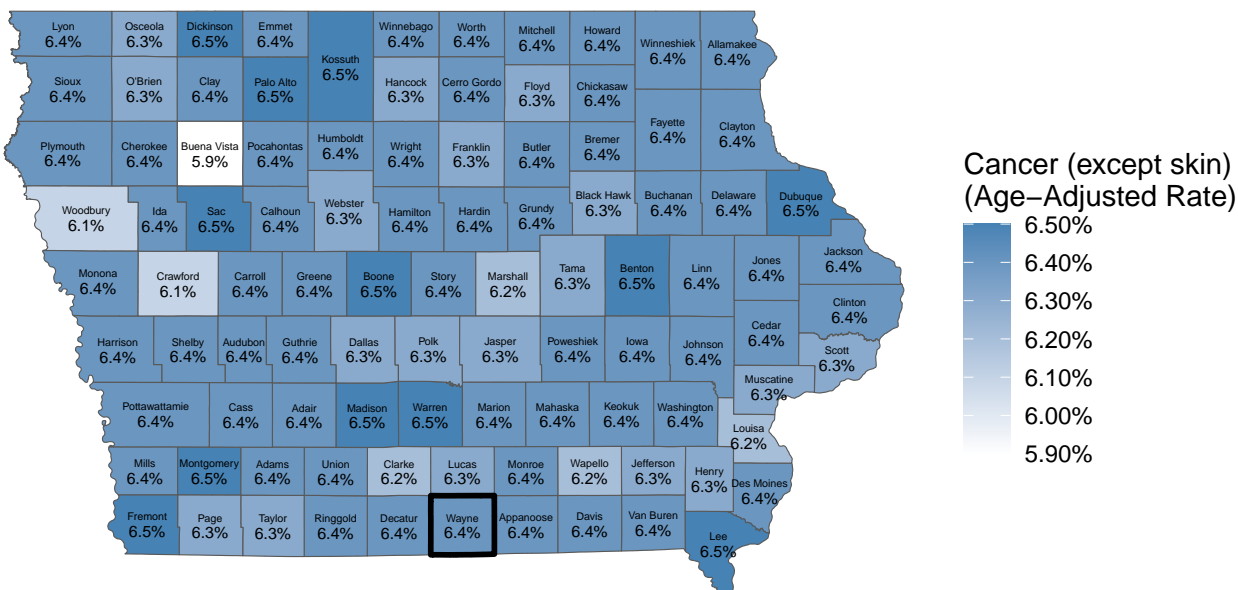 Lyon
6.4%
Osceola
6.3%
Dickinson
6.5%
Emmet
6.4%
Kossuth
6.5%
Winnebago
6.4%
Worth
6.4%
Mitchell
6.4%
Howard
6.4%
Winneshiek
6.4%
Allamakee
6.4%
Sioux
6.4%
O'Brien
6.3%
Clay
6.4%
Palo Alto
6.5%
Hancock
6.3%
Cerro Gordo
6.4%
Floyd
6.3%
Chickasaw
6.4%
Plymouth
6.4%
Cherokee
6.4%
Buena Vista
5.9%
Pocahontas
6.4%
Humboldt
6.4%
Wright
6.4%
Franklin
6.3%
Butler
6.4%
Bremer
6.4%
Fayette
6.4%
Clayton
6.4%
Woodbury
6.1%
Ida
6.4%
Sac
6.5%
Calhoun
6.4%
Webster
6.3%
Hamilton
6.4%
Hardin
6.4%
Grundy
6.4%
Black Hawk
6.3%
Buchanan
6.4%
Delaware
6.4%
Dubuque
6.5%
Monona
6.4%
Crawford
6.1%
Carroll
6.4%
Greene
6.4%
Boone
6.5%
Story
6.4%
Marshall
6.2%
Tama
6.3%
Benton
6.5%
Linn
6.4%
Jones
6.4%
Jackson
6.4%
Clinton
6.4%
Harrison
6.4%
Shelby
6.4%
Audubon
6.4%
Guthrie
6.4%
Dallas
6.3%
Polk
6.3%
Jasper
6.3%
Poweshiek
6.4%
Iowa
6.4%
Johnson
6.4%
Cedar
6.4%
Scott
6.3%
Muscatine
6.3%
Pottawattamie
6.4%
Cass
6.4%
Adair
6.4%
Madison
6.5%
Warren
6.5%
Marion
6.4%
Mahaska
6.4%
Keokuk
6.4%
Washington
6.4%
Louisa
6.2%
Mills
6.4%
Montgomery
6.5%
Adams
6.4%
Union
6.4%
Clarke
6.2%
Lucas
6.3%
Monroe
6.4%
Wapello
6.2%
Jefferson
6.3%
Henry
6.3%
Des Moines
6.4%
Fremont
6.5%
Page
6.3%
Taylor
6.3%
Ringgold
6.4%
Decatur
6.4%
Wayne
6.4%
Appanoose
6.4%
Davis
6.4%
Van Buren
6.4%
Lee
6.5%
Cancer (except skin)
(Age−Adjusted Rate)
6.50%
6.40%
6.30%
6.20%
6.10%
6.00%
5.90%